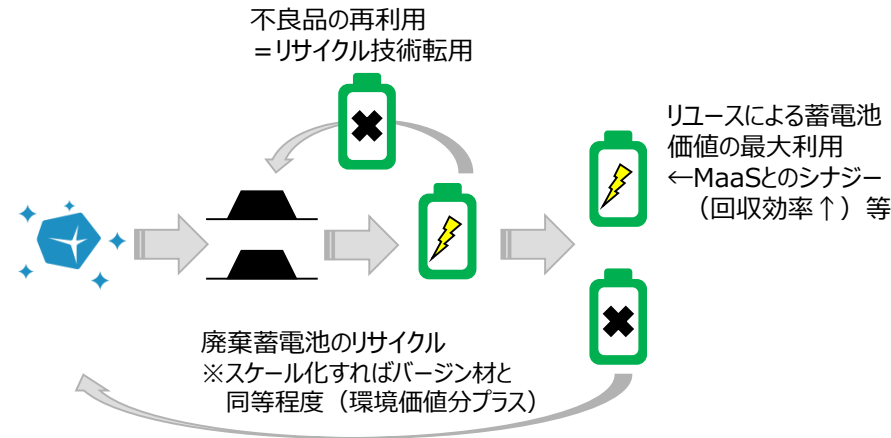 不良品の再利用
=リサイクル技術転用
リユースによる蓄電池
価値の最大利用
←MaaSとのシナジー
（回収効率↑）等
廃棄蓄電池のリサイクル
※スケール化すればバージン材と
同等程度（環境価値分プラス）